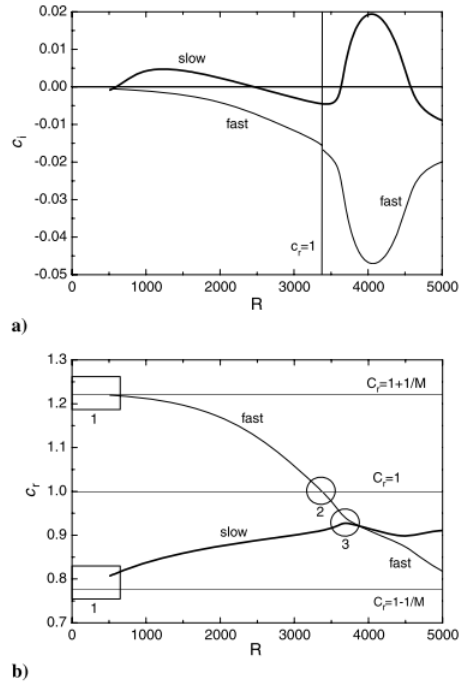 0.02
0.01
0.00
-0.01
-0.02
-0.03
-0.04
-0.05
c_i
slow
fast
fast
c_r=1
0 1000 2000 3000 4000 5000
R
a)
1.3
1.2
1.1
1.0
0.9
0.8
0.7
c_r
C_r=1+1/M
1
fast
C_r=1
2
slow
3
1
fast
C_r=1-1/M
0 1000 2000 3000 4000 5000
R
b)